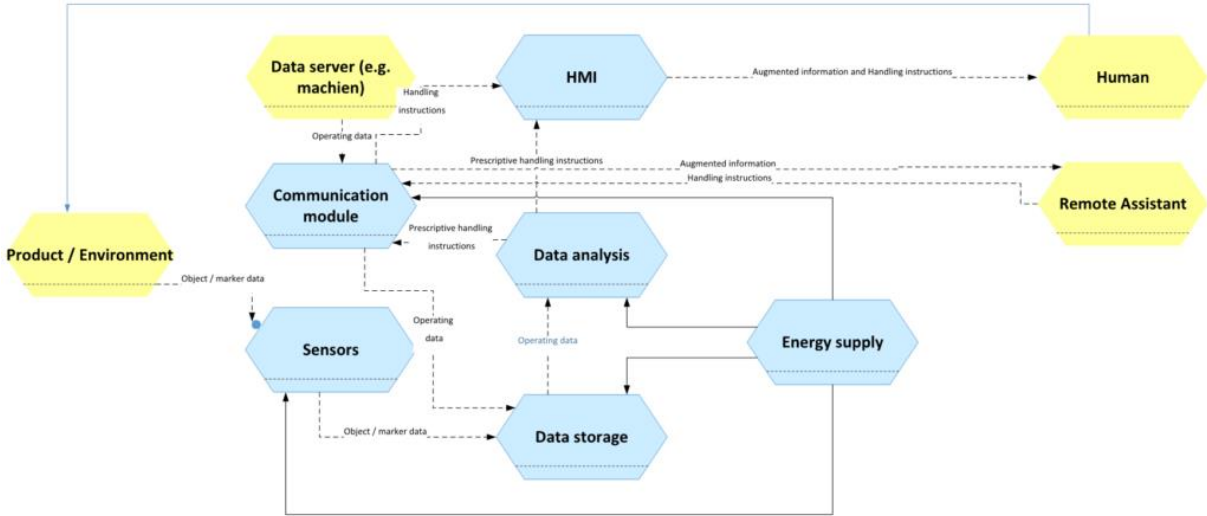 Data server (e.g.
machien)
HMI
Augmented information and Handling instructions
Human
Handling
instructions
Operating data
Prescriptive handling instructions
Augmented information
Handling instructions
Communication
module
Remote Assistant
Prescriptive handling
instructions
Data analysis
Product / Environment
Object / marker data
Operating
data
Operating data
Sensors
Energy supply
Object / marker data
Data storage